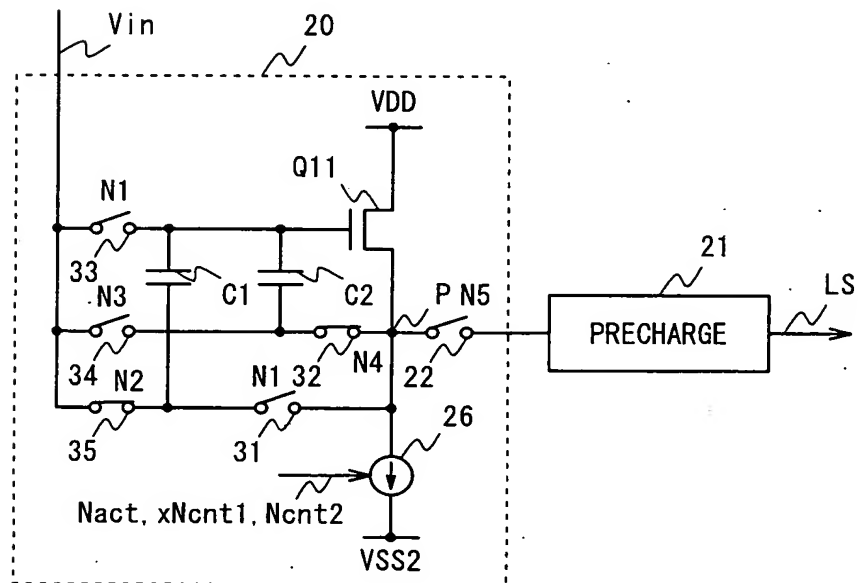 Vin
20
VDD
Q11
N1
33
C1
C2
N3
34
32
N4
P
N5
22
21
PRECHARGE
LS
N2
35
N1
31
26
Nact, xNcnt1, Ncnt2
VSS2